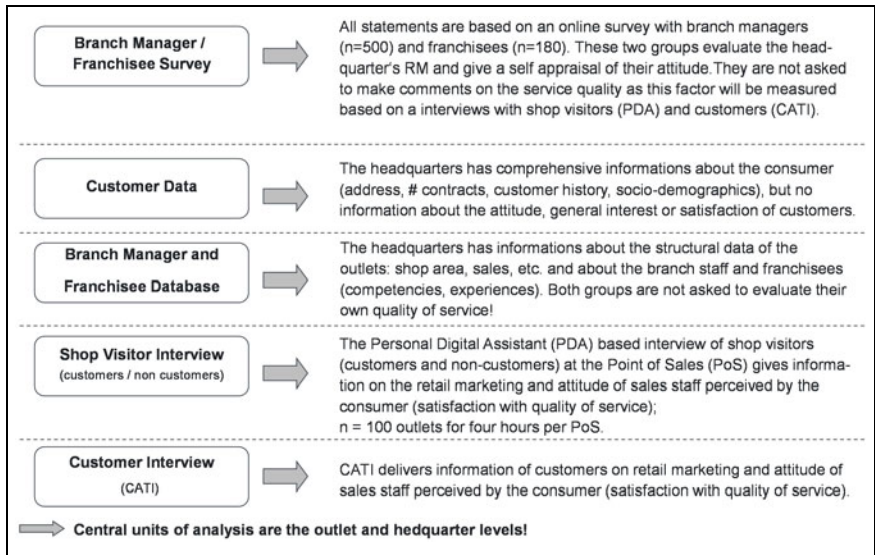 Branch Manager /
Franchisee Survey
All statements are based on an online survey with branch managers
(n=500) and franchisees (n=180). These two groups evaluate the head-
quarter's RM and give a self appraisal of their attitude. They are not asked
to make comments on the service quality as this factor will be measured
based on a interviews with shop visitors (PDA) and customers (CATI).
Customer Data
The headquarters has comprehensive informations about the consumer
(address, # contracts, customer history, socio-demographics), but no
information about the attitude, general interest or satisfaction of customers.
Branch Manager and
Franchisee Database
The headquarters has informations about the structural data of the
outlets: shop area, sales, etc. and about the branch staff and franchisees
(competencies, experiences). Both groups are not asked to evaluate their
own quality of service!
Shop Visitor Interview
(customers / non customers)
The Personal Digital Assistant (PDA) based interview of shop visitors
(customers and non-customers) at the Point of Sales (PoS) gives informa-
tion on the retail marketing and attitude of sales staff perceived by the
consumer (satisfaction with quality of service);
n = 100 outlets for four hours per PoS.
Customer Interview
(CATI)
CATI delivers information of customers on retail marketing and attitude of
sales staff perceived by the consumer (satisfaction with quality of service).
Central units of analysis are the outlet and hedquarter levels!